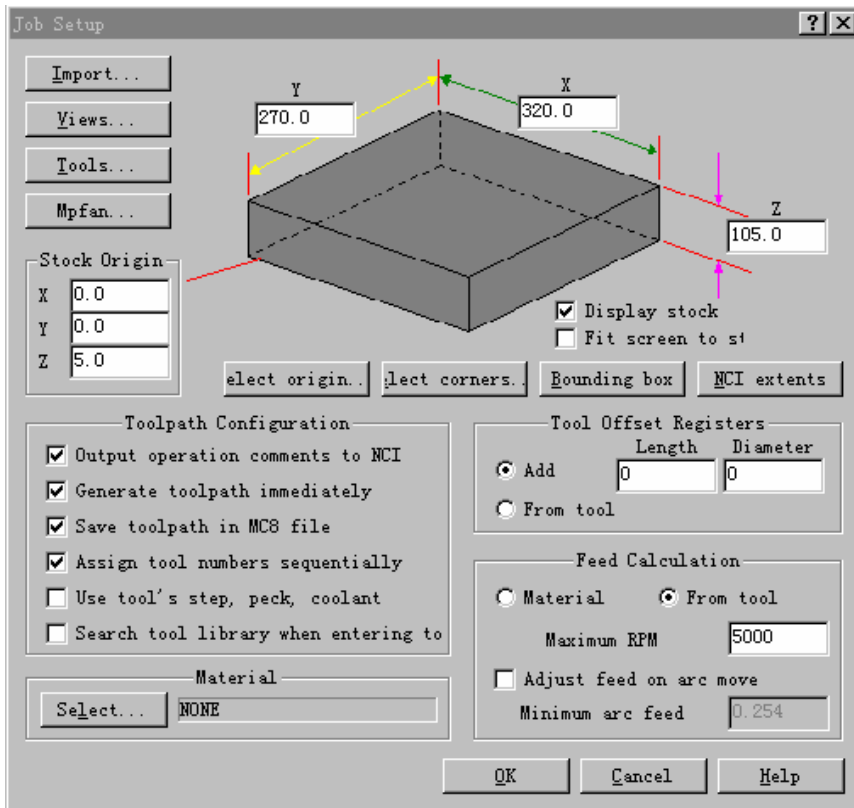 Job Setup
Import...
Views...
Tools...
Mpfan...
Y
270.0
X
320.0
Z
105.0
Stock Origin
X 0.0
Y 0.0
Z 5.0
Display stock
Fit screen to st
elect origin.. lect corners.. Bounding box NCI extents
Toolpath Configuration
Output operation comments to NCI
Generate toolpath immediately
Save toolpath in MC8 file
Assign tool numbers sequentially
Use tool's step, peck, coolant
Search tool library when entering to
Material
Select... NONE
Tool Offset Registers
Length Diameter
Add 0 0
From tool
Feed Calculation
Material From tool
Maximum RPM 5000
Adjust feed on arc move
Minimum arc feed 0.254
OK Cancel Help